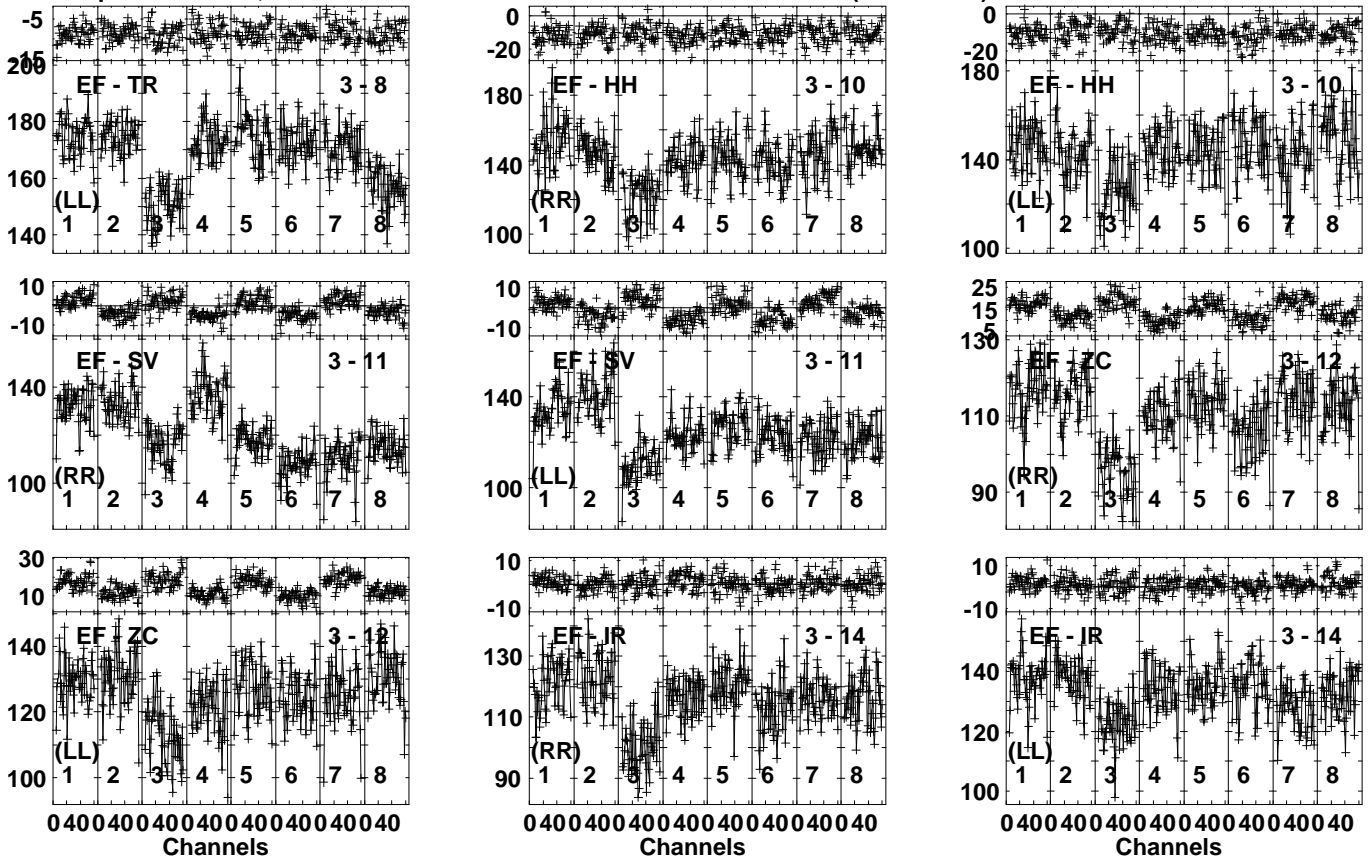 -5 0 0
-15 -20 -20
200 EF - TR 3 - 8 EF - HH 3 - 10 180 EF - HH 3 - 10
180 180
160 140 140
(LL) (RR) (LL)
140 1 2 3 4 5 6 7 8 100 1 2 3 4 5 6 7 8 100 1 2 3 4 5 6 7 8
10 10 25
-10 -10 15
5
130
EF - SV 3 - 11 EF - SV 3 - 11 EF - ZC 3 - 12
140 140 110
(RR) (LL) (RR)
100 1 2 3 4 5 6 7 8 100 1 2 3 4 5 6 7 8 90 1 2 3 4 5 6 7 8
30 10 10
10 -10 -10
EF - ZC 3 - 12 EF - IR 3 - 14 EF - IR 3 - 14
140 130 140
120 110 120
(LL) (RR) (LL)
100 1 2 3 4 5 6 7 8 90 1 2 3 4 5 6 7 8 100 1 2 3 4 5 6 7 8
0 40 0 40 0 40 0 40 0 40 0 40 0 40 0 40 0 40 0 40 0 40 0 40 0 40 0 40 0 40 0 40 0 40 0 40 0 40 0 40 0 40 0 40 0 40 0 40
Channels Channels Channels